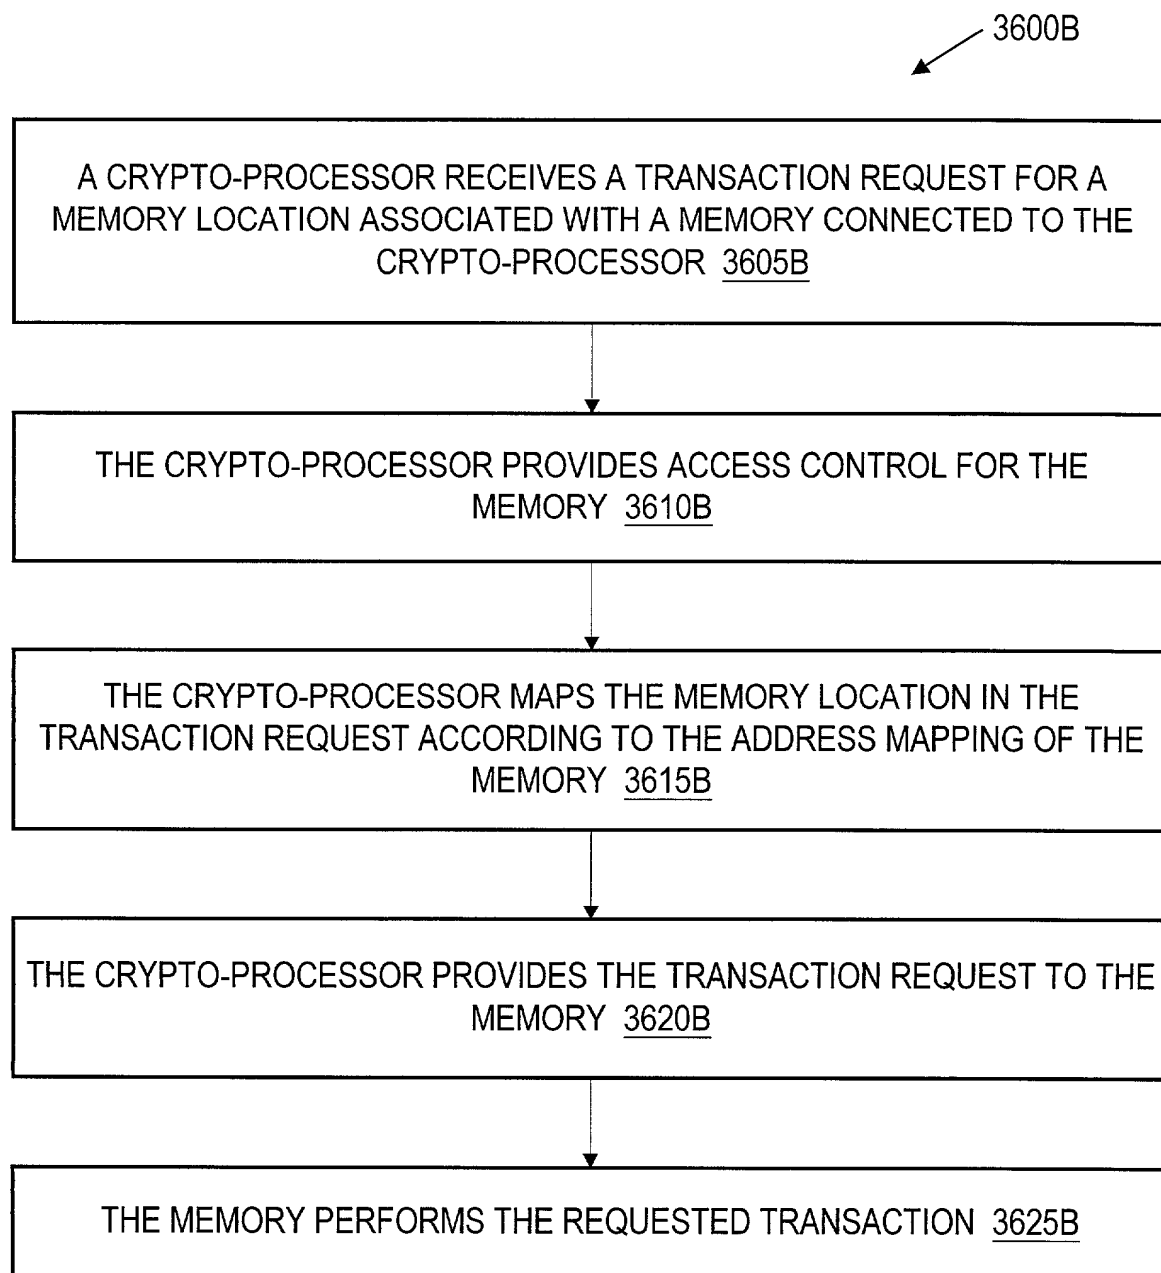 3600B
A CRYPTO-PROCESSOR RECEIVES A TRANSACTION REQUEST FOR A
MEMORY LOCATION ASSOCIATED WITH A MEMORY CONNECTED TO THE
CRYPTO-PROCESSOR 3605B
THE CRYPTO-PROCESSOR PROVIDES ACCESS CONTROL FOR THE
MEMORY 3610B
THE CRYPTO-PROCESSOR MAPS THE MEMORY LOCATION IN THE
TRANSACTION REQUEST ACCORDING TO THE ADDRESS MAPPING OF THE
MEMORY 3615B
THE CRYPTO-PROCESSOR PROVIDES THE TRANSACTION REQUEST TO THE
MEMORY 3620B
THE MEMORY PERFORMS THE REQUESTED TRANSACTION 3625B